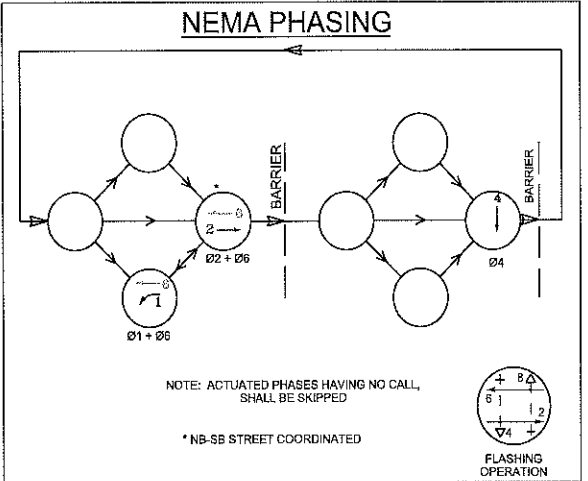 NEMA PHASING
BARRIER
BARRIER
*
6
2
Ø2 + Ø6
4
Ø4
6
1
Ø1 + Ø6
NOTE: ACTUATED PHASES HAVING NO CALL,
SHALL BE SKIPPED
* NB-SB STREET COORDINATED
8
6
2
4
FLASHING
OPERATION